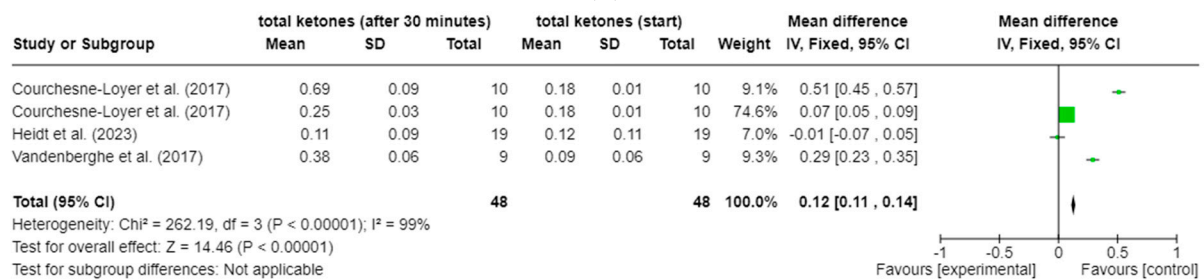 total ketones (after 30 minutes) total ketones (start) Mean difference Mean difference
Study or Subgroup Mean SD Total Mean SD Total Weight IV, Fixed, 95% CI IV, Fixed, 95% CI
Courchesne-Loyer et al. (2017) 0.69 0.09 10 0.18 0.01 10 9.1% 0.51 [0.45 , 0.57]
Courchesne-Loyer et al. (2017) 0.25 0.03 10 0.18 0.01 10 74.6% 0.07 [0.05 , 0.09]
Heidt et al. (2023) 0.11 0.09 19 0.12 0.11 19 7.0% -0.01 [-0.07 , 0.05]
Vandenberghe et al. (2017) 0.38 0.06 9 0.09 0.06 9 9.3% 0.29 [0.23 , 0.35]
Total (95% CI) 48 48 100.0% 0.12 [0.11 , 0.14]
Heterogeneity: Chi² = 262.19, df = 3 (P < 0.00001); I² = 99%
Test for overall effect: Z = 14.46 (P < 0.00001)
-1 -0.5 0 0.5 1
Test for subgroup differences: Not applicable Favours [experimental] Favours [control]